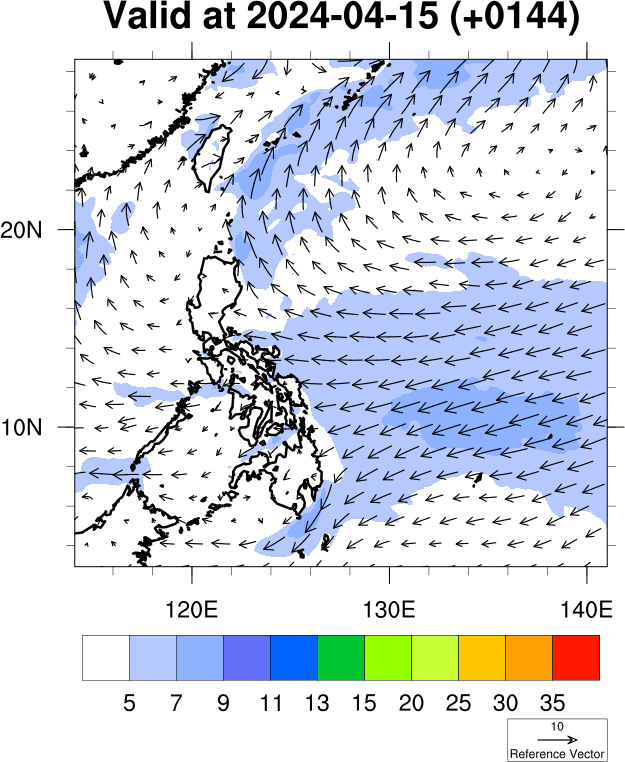 Valid at 2024-04-15 (+0144)
20N
10N
120E 130E 140E
5 7 9 11 13 15 20 25 30 35
10
Reference Vector